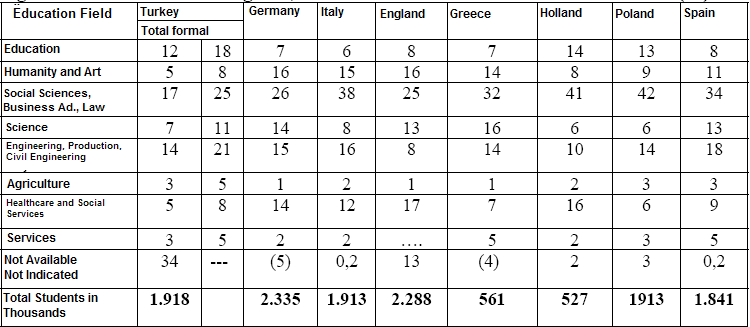 Education Field Turkey Germany Italy England Greece Holland Poland Spain
Total formal
Education 12 18 7 6 8 7 14 13 8
Humanity and Art 5 8 16 15 16 14 8 9 11
Social Sciences, 17 25 26 38 25 32 41 42 34
Business Ad., Law
Science 7 11 14 8 13 16 6 6 13
Engineering, Production, 14 21 15 16 8 14 10 14 18
Civil Engineering
Agriculture 3 5 1 2 1 1 2 3 3
Healthcare and Social 5 8 14 12 17 7 16 6 9
Services
Services 3 5 2 2 .... 5 2 3 5
Not Available 34 --- (5) 0,2 13 (4) 2 3 0,2
Not Indicated
Total Students in 1.918 2.335 1.913 2.288 561 527 1913 1.841
Thousands